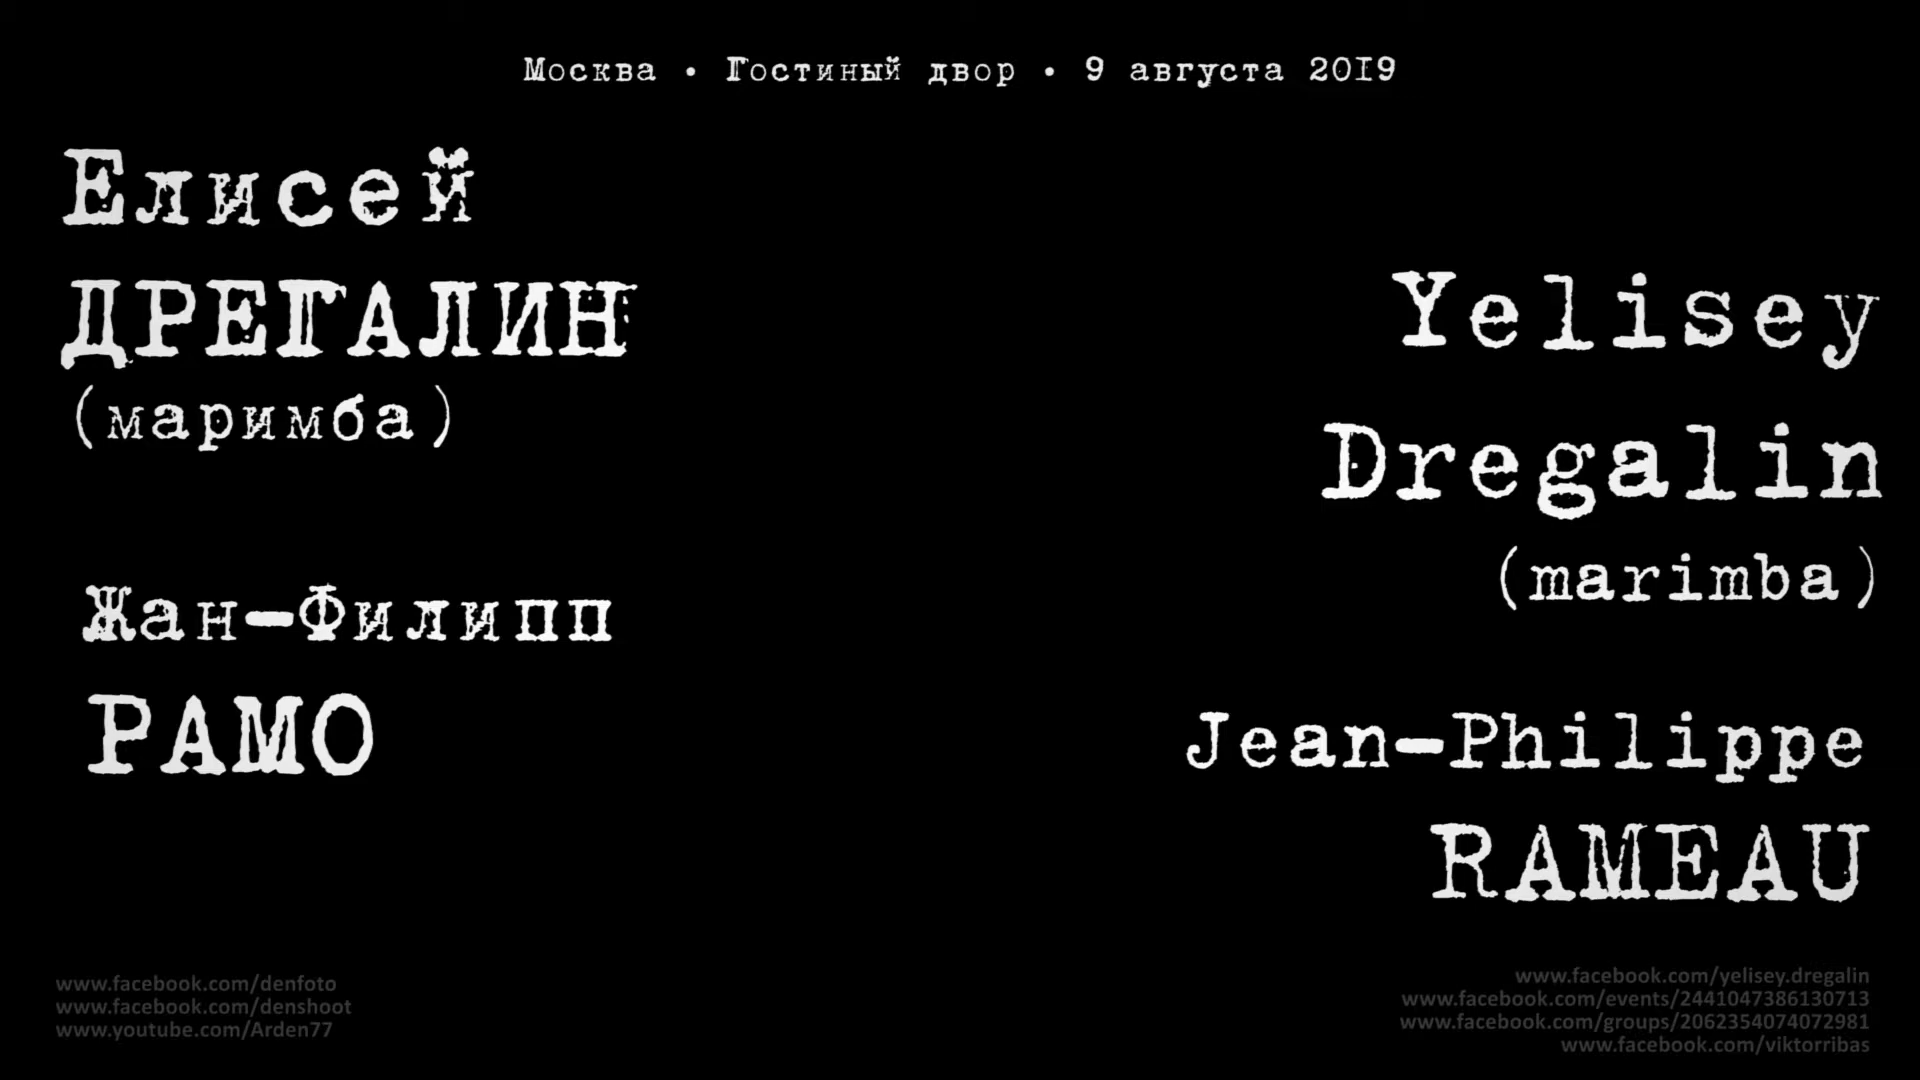 Москва • Гостиный двор • 9 августа 2019
Елисей
ДРЕГАЛИН
(маримба)
Жан-Филипп
РАМО
Yelisey
Dregalin
(marimba)
Jean-Philippe
RAMEAU
www.facebook.com/denfoto
www.facebook.com/denshoot
www.youtube.com/Arden77
www.facebook.com/yelisey.dregalin
www.facebook.com/events/2441047386130713
www.facebook.com/groups/2062354074072981
www.facebook.com/viktorribas